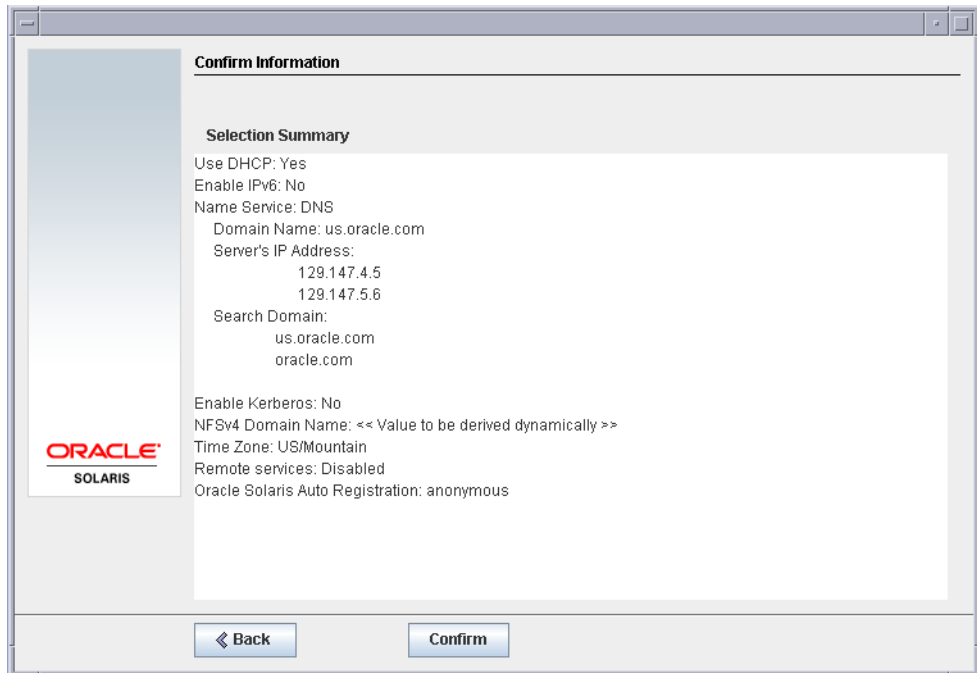 Confirm Information
Selection Summary
Use DHCP: Yes
Enable IPv6: No
Name Service: DNS
Domain Name: us.oracle.com
Server's IP Address:
129.147.4.5
129.147.5.6
Search Domain:
us.oracle.com
oracle.com
Enable Kerberos: No
NFSv4 Domain Name: << Value to be derived dynamically >>
Time Zone: US/Mountain
Remote services: Disabled
Oracle Solaris Auto Registration: anonymous
ORACLE
SOLARIS
Back
Confirm